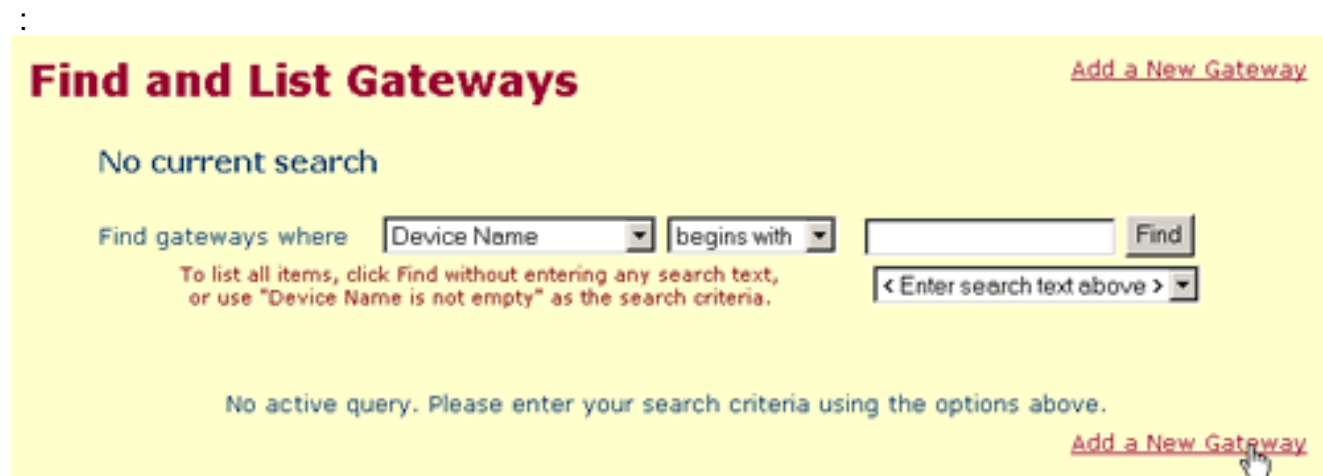 :
Find and List Gateways
Add a New Gateway
No current search
Find gateways where Device Name begins with Find
To list all items, click Find without entering any search text,
or use "Device Name is not empty" as the search criteria.
< Enter search text above >
No active query. Please enter your search criteria using the options above.
Add a New Gateway